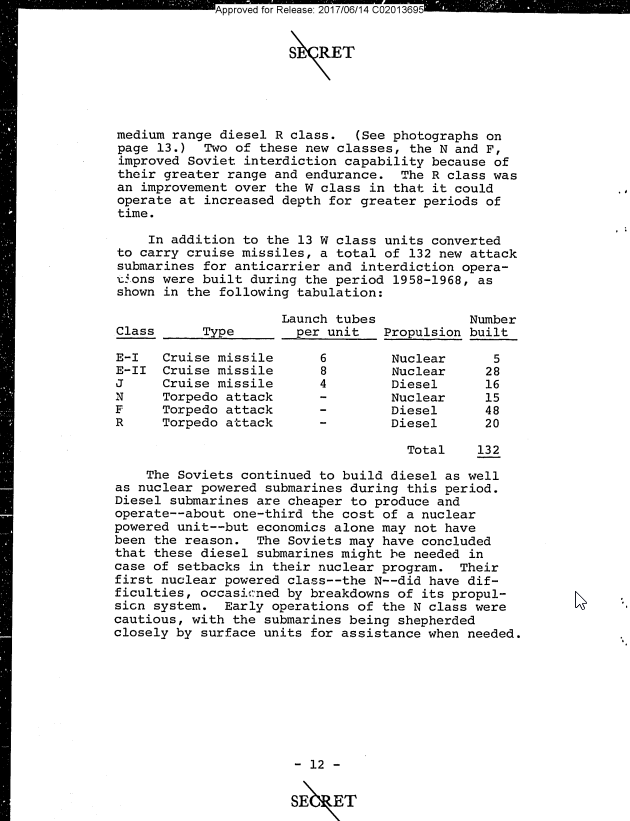 Approved for Release: 2017/06/14 C02013695
SECRET
medium range diesel R class. (See photographs on
page 13.) Two of these new classes, the N and F,
improved Soviet interdiction capability because of
their greater range and endurance. The R class was
an improvement over the W class in that it could
operate at increased depth for greater periods of
time.
In addition to the 13 W class units converted
to carry cruise missiles, a total of 132 new attack
submarines for anticarrier and interdiction opera-
tions were built during the period 1958-1968, as
shown in the following tabulation:
Launch tubes Number
Class Type per unit Propulsion built
E-I Cruise missile 6 Nuclear 5
E-II Cruise missile 8 Nuclear 28
J Cruise missile 4 Diesel 16
N Torpedo attack - Nuclear 15
F Torpedo attack - Diesel 48
R Torpedo attack - Diesel 20
Total 132
The Soviets continued to build diesel as well
as nuclear powered submarines during this period.
Diesel submarines are cheaper to produce and
operate--about one-third the cost of a nuclear
powered unit--but economics alone may not have
been the reason. The Soviets may have concluded
that these diesel submarines might be needed in
case of setbacks in their nuclear program. Their
first nuclear powered class--the N--did have dif-
ficulties, occasioned by breakdowns of its propul-
sion system. Early operations of the N class were
cautious, with the submarines being shepherded
closely by surface units for assistance when needed.
- 12 -
SECRET